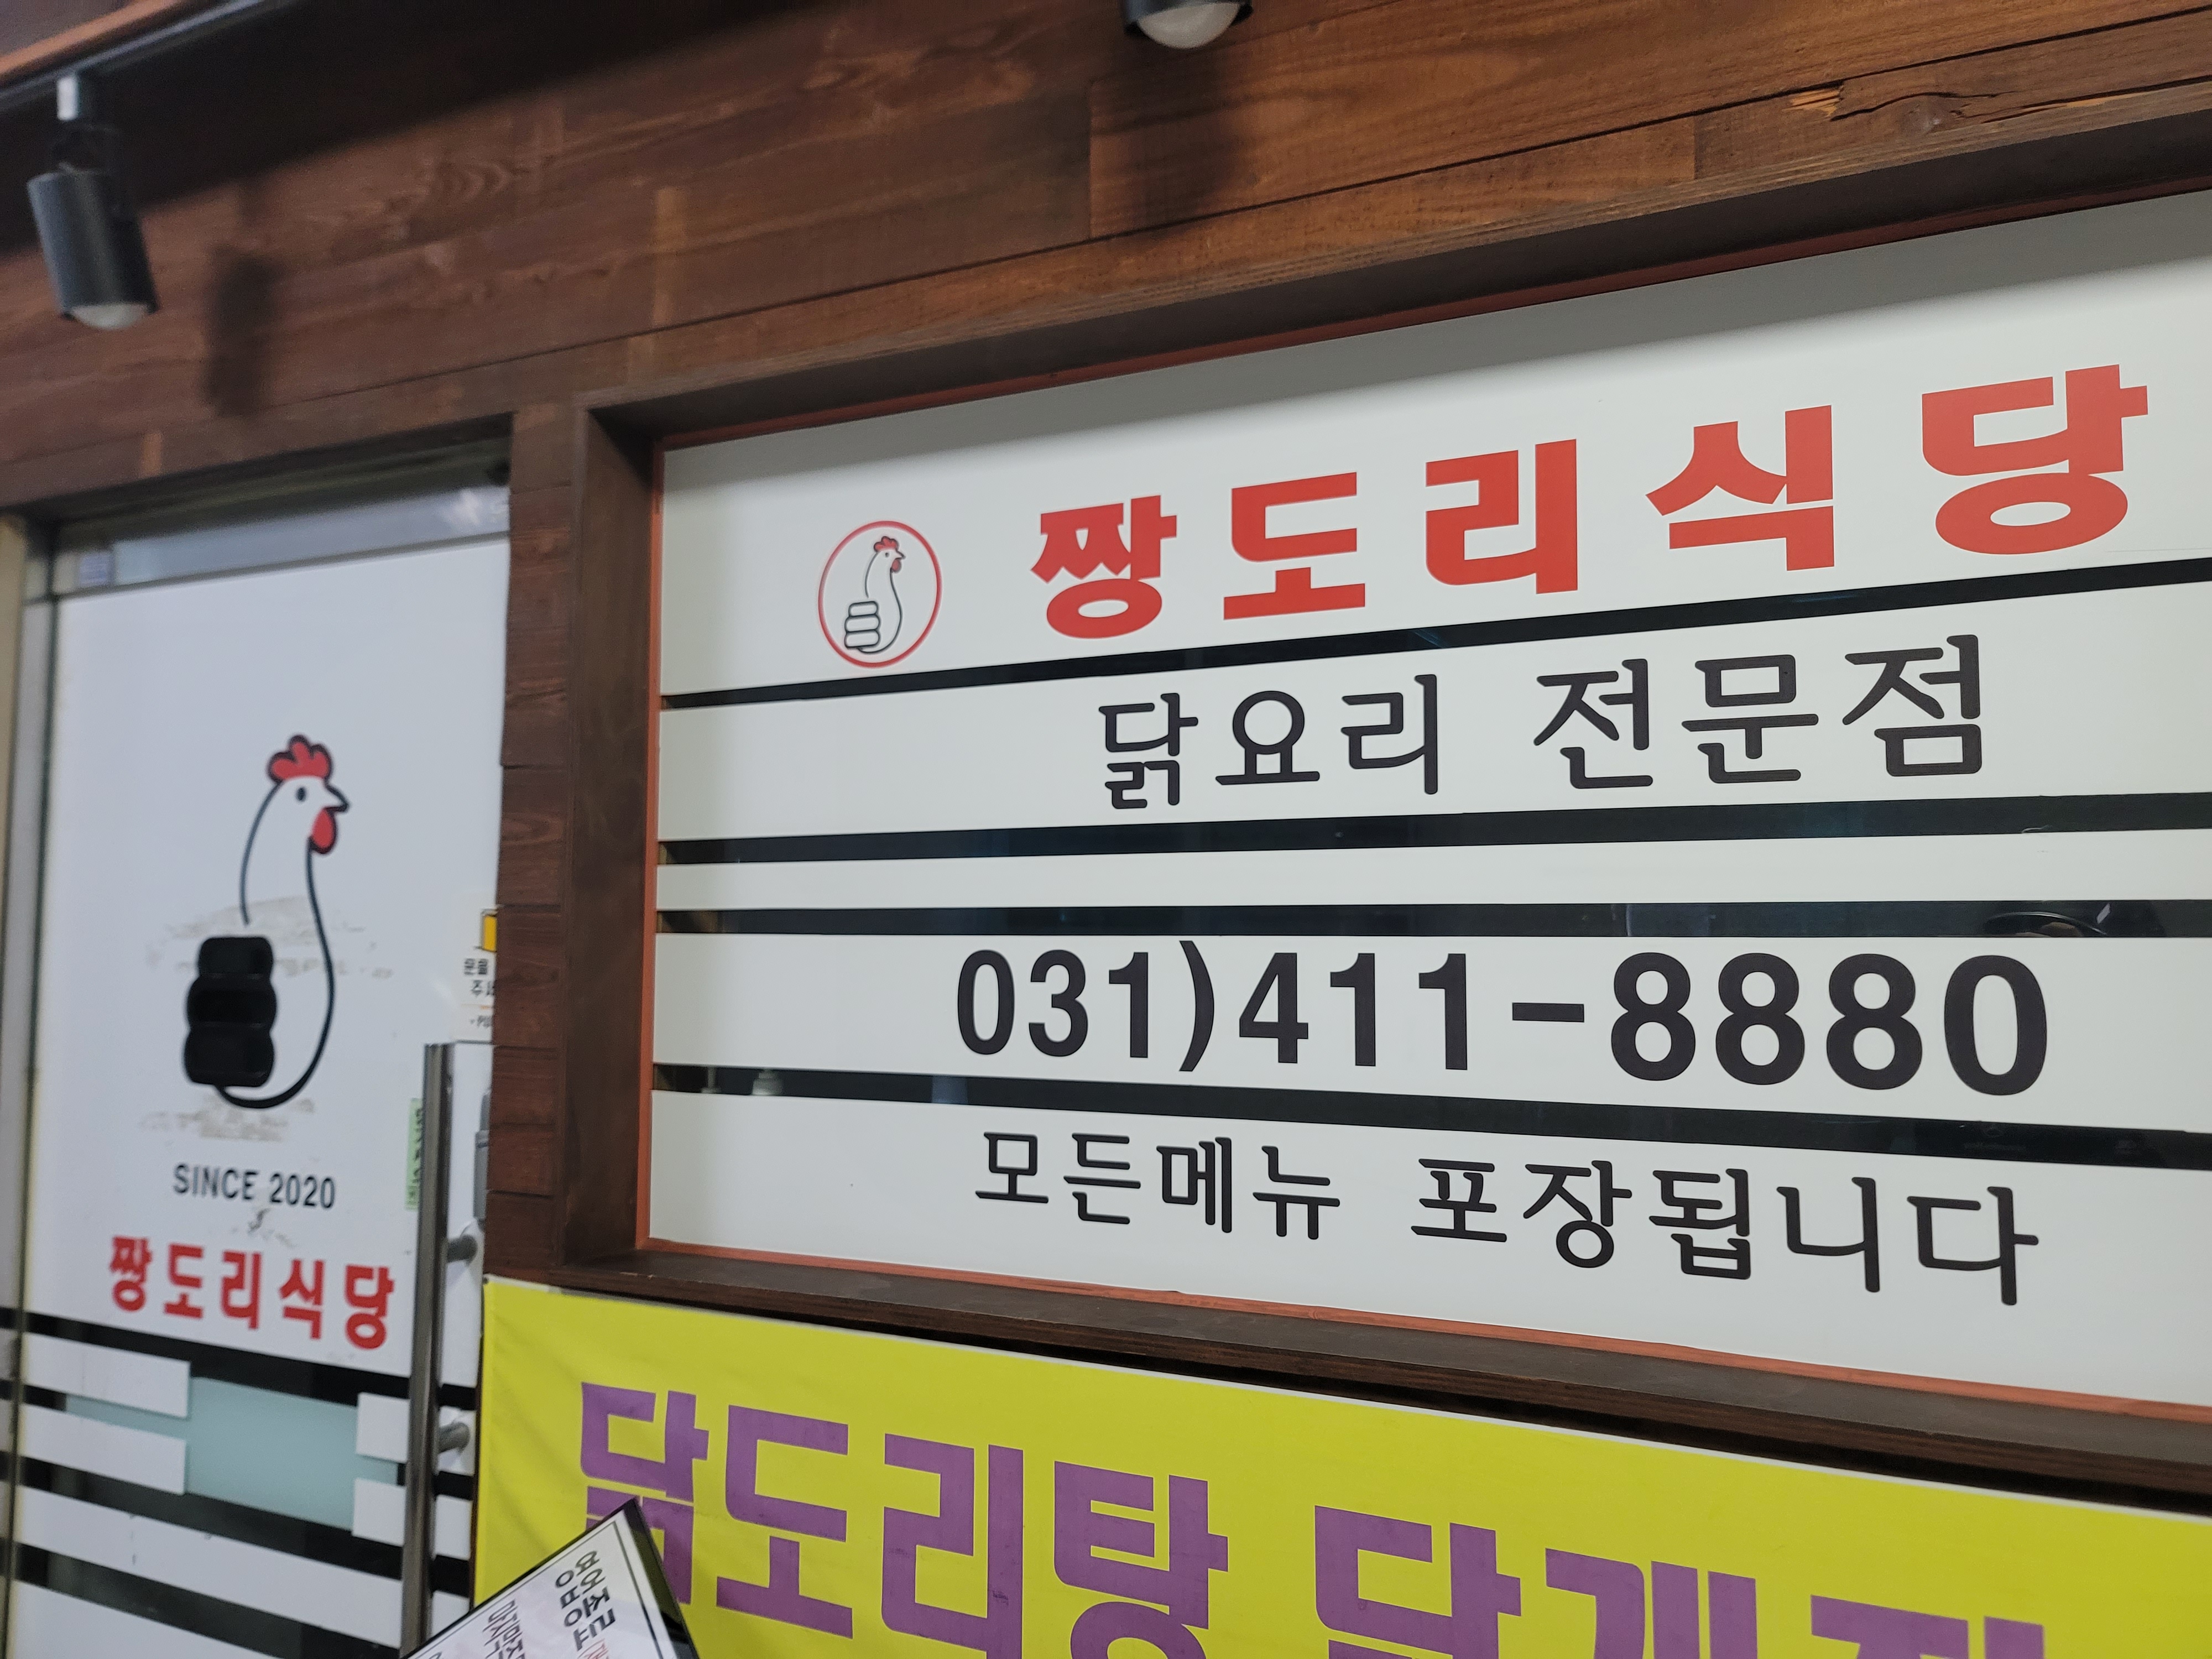 짱도리식당
닭요리 전문점
031)411-8880
모든메뉴 포장됩니다
SINCE 2020
짱도리식당
닭도리탕